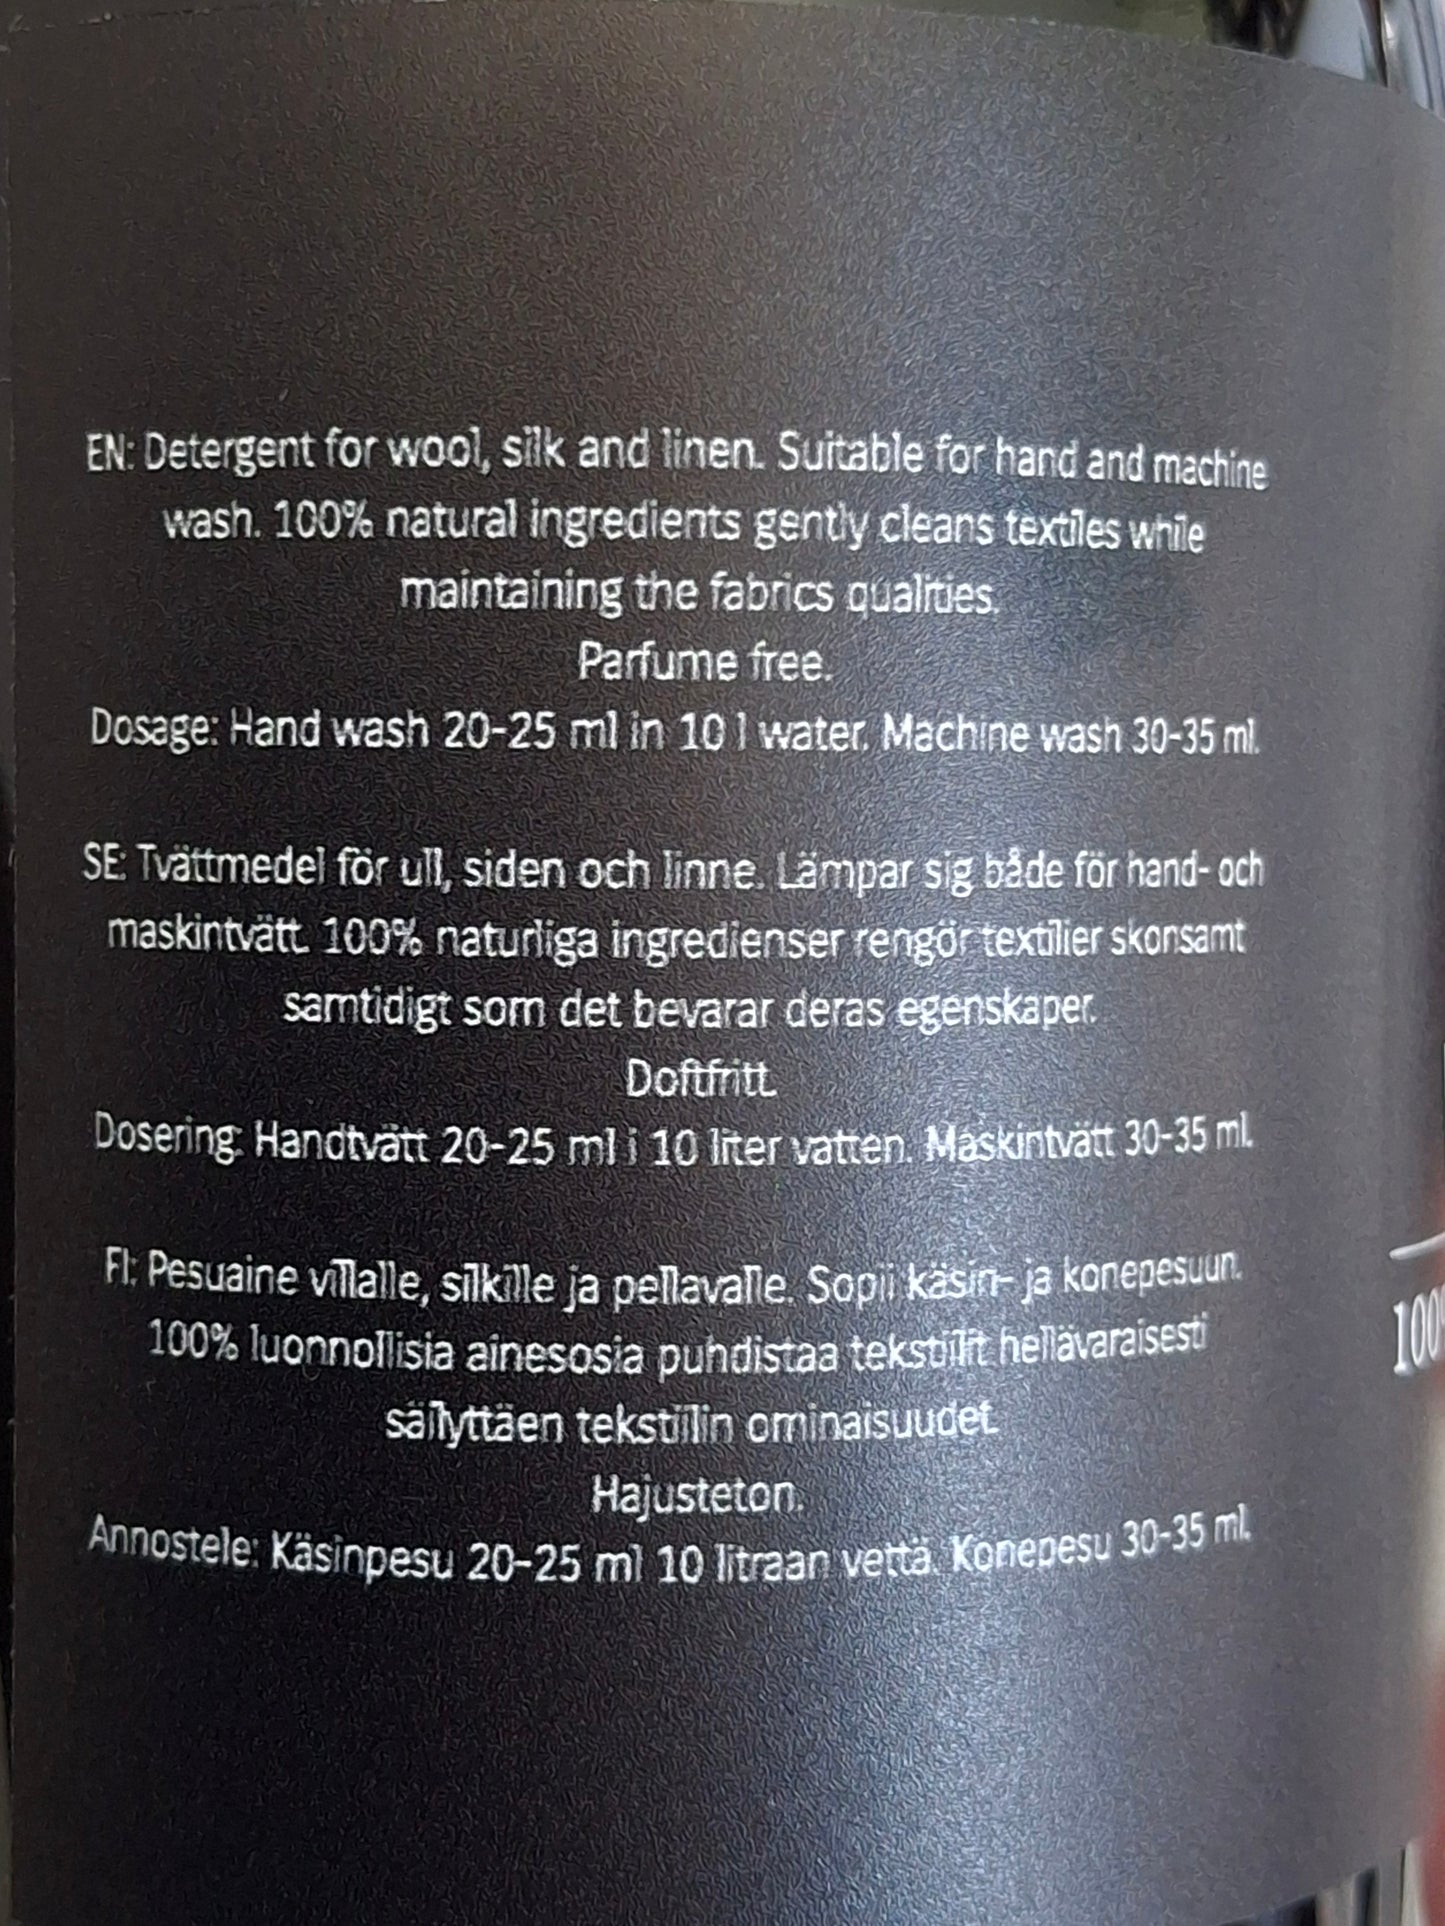 EN: Detergent for wool, silk and linen. Suitable for hand and machine
wash. 100% natural ingredients gently cleans textiles while
maintaining the fabrics qualities.
Parfume free.
Dosage: Hand wash 20-25 ml in 10 l water. Machine wash 30-35 ml.
SE: Tvättmedel för ull, siden och linne. Lämpar sig både för hand- och
maskintvätt. 100% naturliga ingredienser rengör textilier skonsamt
samtidigt som det bevarar deras egenskaper.
Doftfritt.
Dosering: Handtvätt 20-25 ml i 10 liter vatten. Maskintvätt 30-35 ml.
FI: Pesuaine villalle, silkille ja pellavalle. Sopii käsin- ja konepesuun.
100% luonnollisia ainesosia puhdistaa tekstiilit hellävaraisesti
säilyttäen tekstiilin ominaisuudet.
Hajusteton.
Annostele: Käsinpesu 20-25 ml 10 litraan vettä. Konepesu 30-35 ml.
100